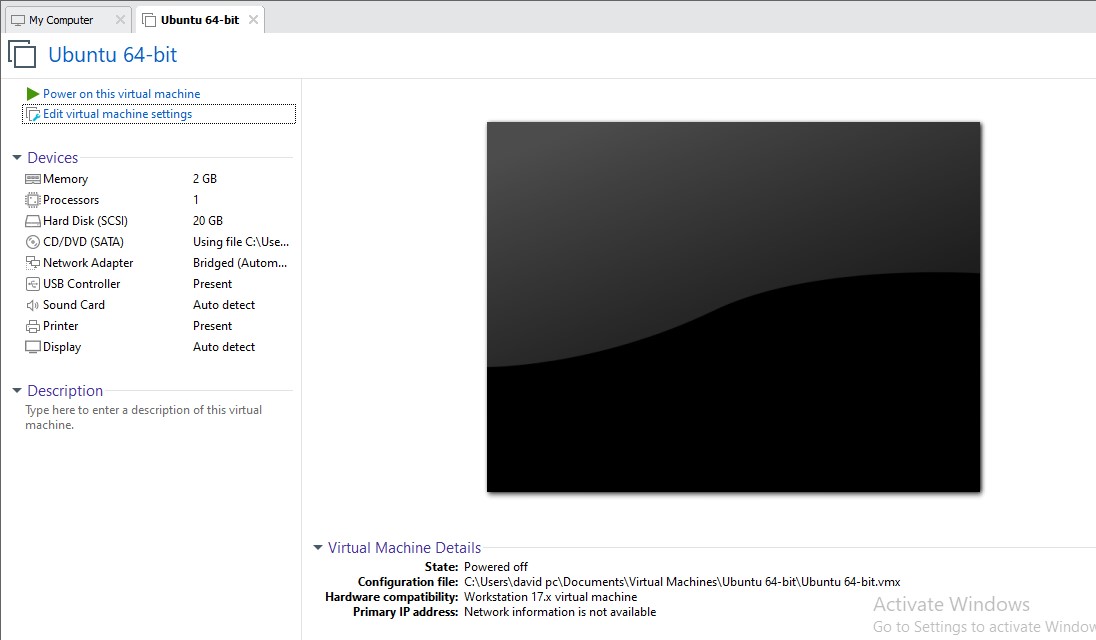 My Computer
Ubuntu 64-bit
Ubuntu 64-bit
Power on this virtual machine
Edit virtual machine settings
Devices
Memory 2 GB
Processors 1
Hard Disk (SCSI) 20 GB
CD/DVD (SATA) Using file C:\Use...
Network Adapter Bridged (Autom...
USB Controller Present
Sound Card Auto detect
Printer Present
Display Auto detect
Description
Type here to enter a description of this virtual
machine.
Virtual Machine Details
State: Powered off
Configuration file: C:\Users\david pc\Documents\Virtual Machines\Ubuntu 64-bit\Ubuntu 64-bit.vmx
Hardware compatibility: Workstation 17.x virtual machine
Primary IP address: Network information is not available
Activate Windows
Go to Settings to activate Window